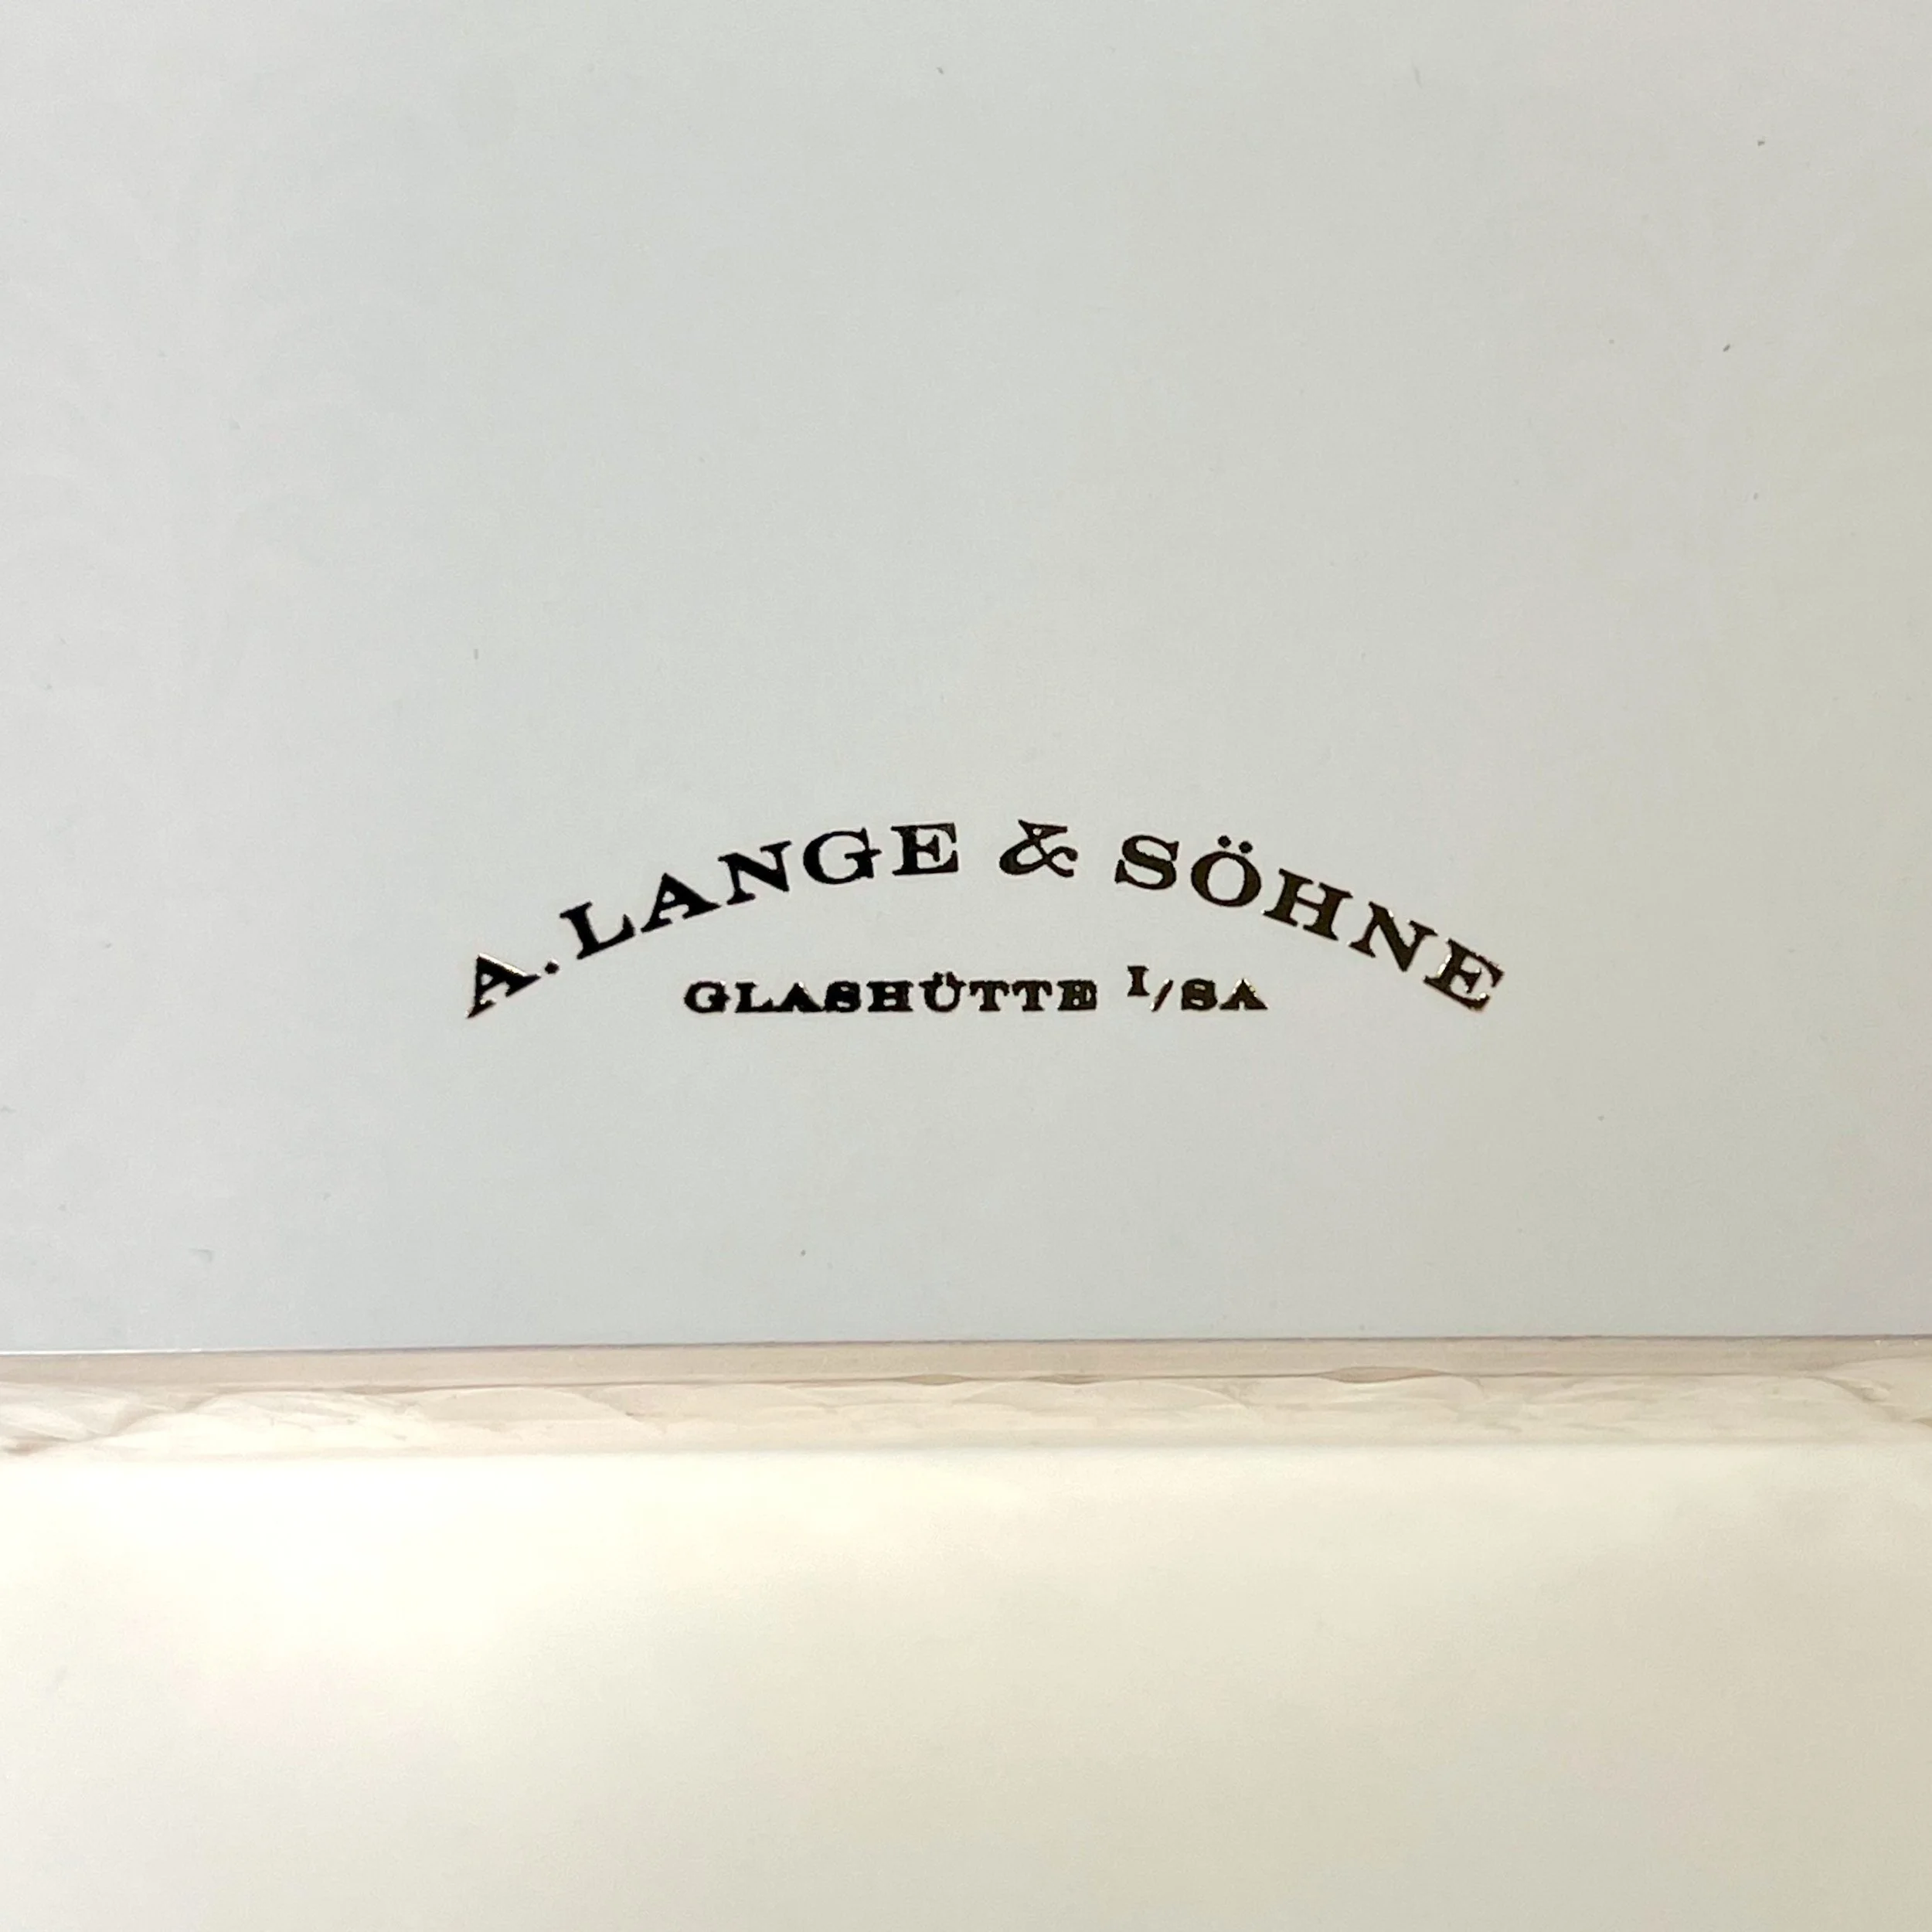 A. LANGE & SÖHNE
GLASHÜTTE I/SA